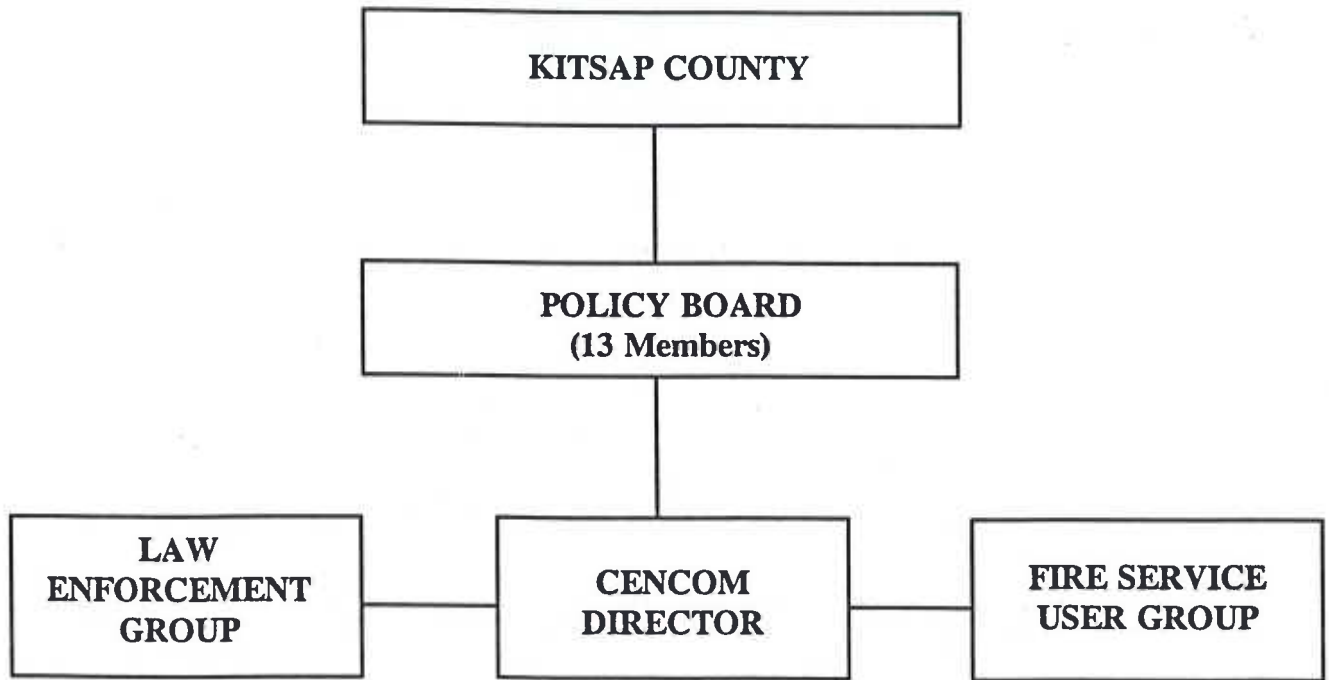 KITSAP COUNTY
POLICY BOARD
(13 Members)
LAW
ENFORCEMENT
GROUP
CENCOM
DIRECTOR
FIRE SERVICE
USER GROUP